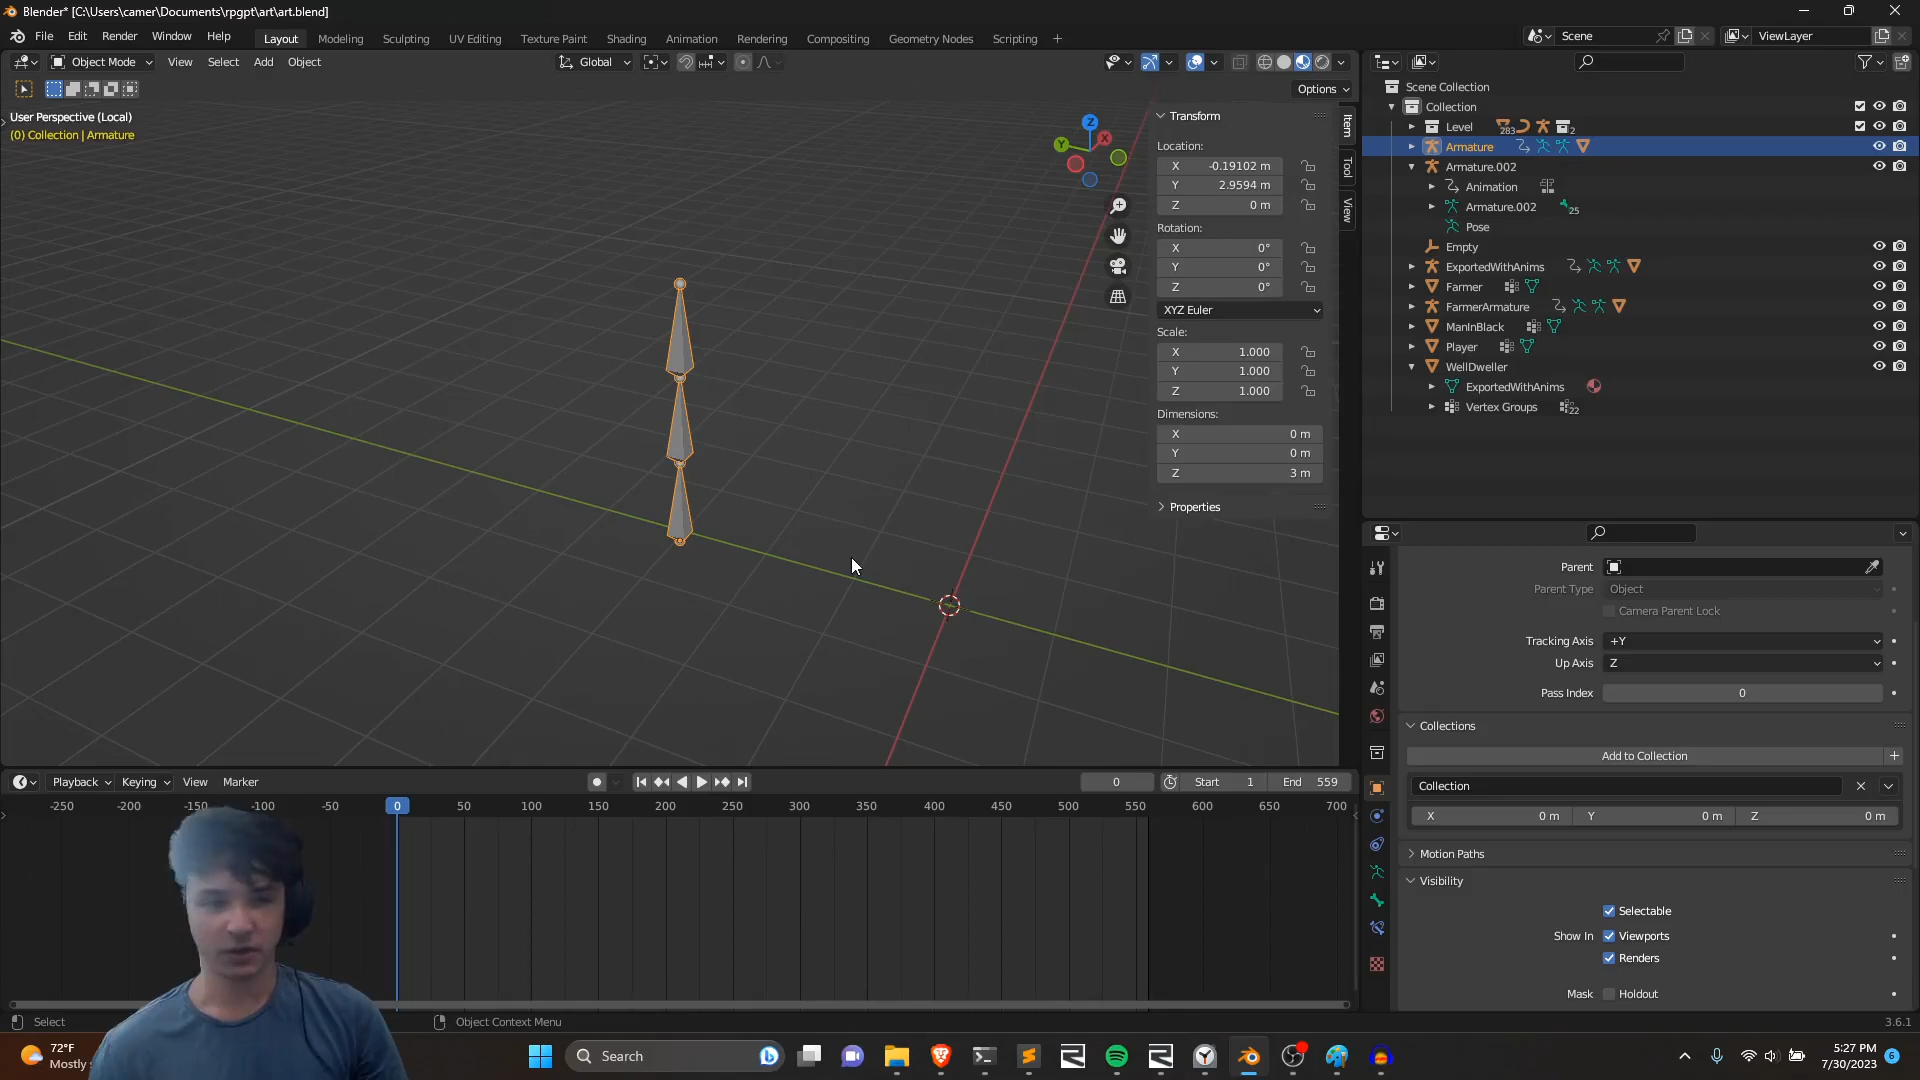 Blender* [C:\Users\camer\Documents\rpgpt\art\art.blend]
File Edit Render Window Help
Layout Modeling Sculpting UV Editing Texture Paint Shading Animation Rendering Compositing Geometry Nodes Scripting +
Scene
ViewLayer
Object Mode View Select Add Object
Global
Options
User Perspective (Local)
(0) Collection | Armature
Z
X
Y
Item
Tool
View
Transform
Location:
X -0.19102 m
Y 2.9594 m
Z 0 m
Rotation:
X 0°
Y 0°
Z 0°
XYZ Euler
Scale:
X 1.000
Y 1.000
Z 1.000
Dimensions:
X 0 m
Y 0 m
Z 3 m
Properties
Scene Collection
Collection
Level 283 2
Armature
Armature.002
Animation
Armature.002 25
Pose
Empty
ExportedWithAnims
Farmer
FarmerArmature
ManInBlack
Player
WellDweller
ExportedWithAnims
Vertex Groups 22
Parent
Parent Type Object
Camera Parent Lock
Tracking Axis +Y
Up Axis Z
Pass Index 0
Collections
Add to Collection +
Collection
X 0 m Y 0 m Z 0 m
Motion Paths
Visibility
Selectable
Show In Viewports
Renders
Mask Holdout
Playback Keying View Marker
0 Start 1 End 559
-250 -200 -150 -100 -50 0 50 100 150 200 250 300 350 400 450 500 550 600 650 700
Select
Object Context Menu
3.6.1
72°F
Mostly
Search
5:27 PM
7/30/2023
6